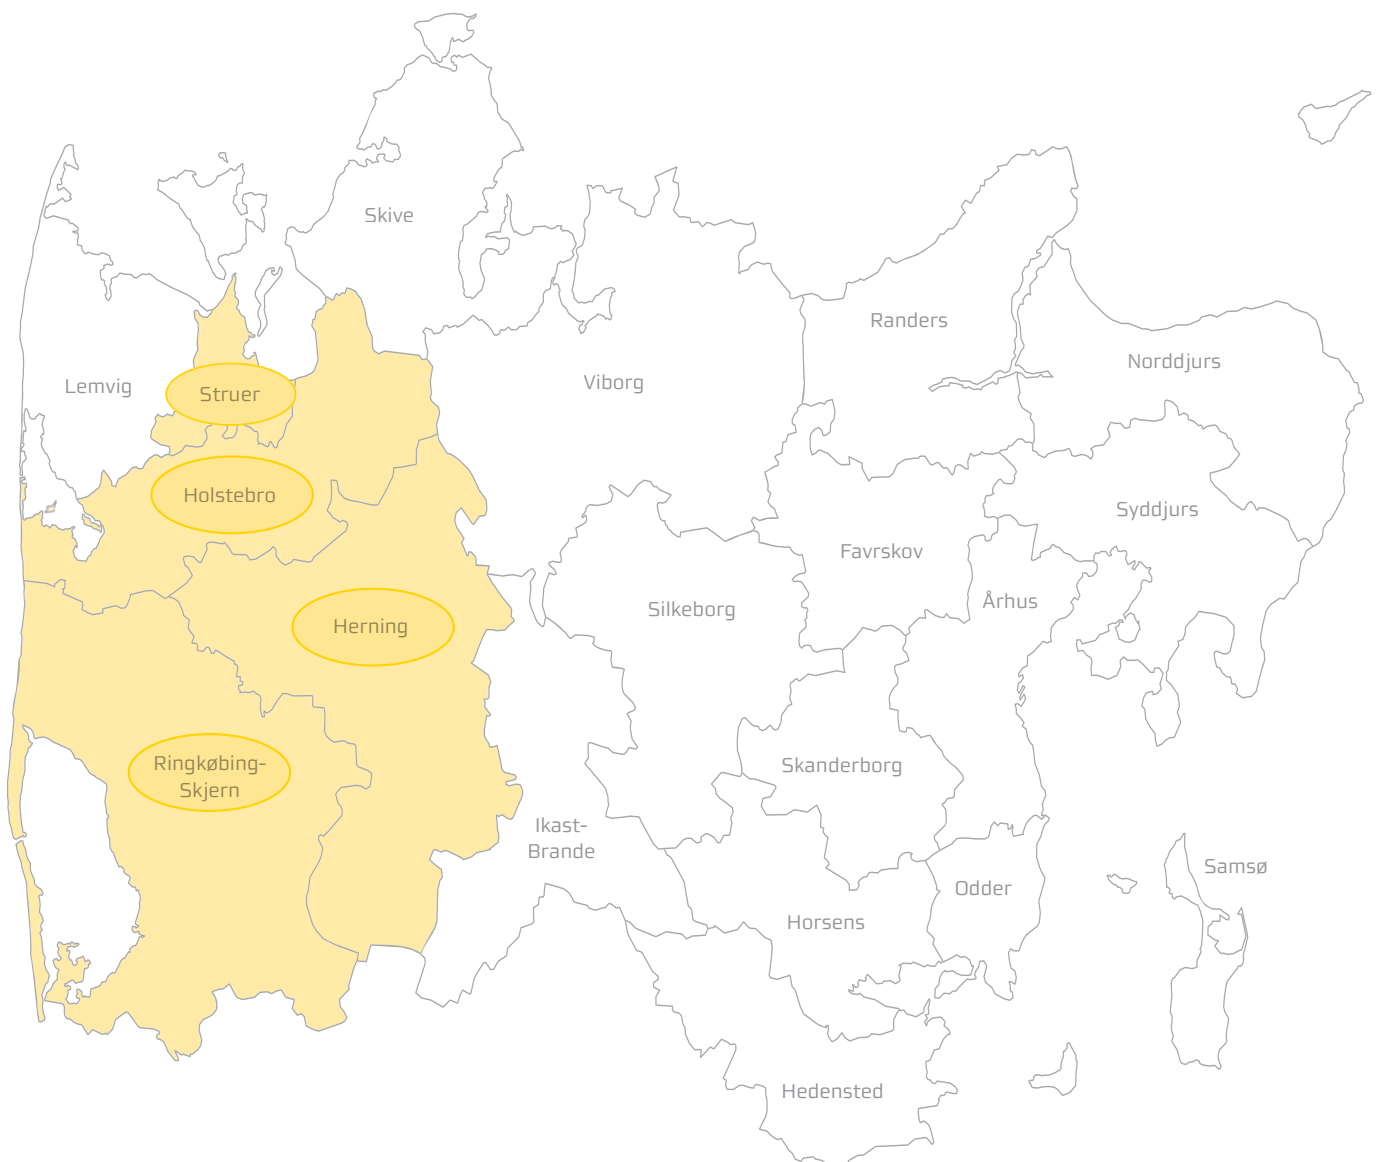 Skive
Randers
Norddjurs
Lemvig
Struer
Viborg
Holstebro
Syddjurs
Favrskov
Århus
Silkeborg
Herning
Ringkøbing-
Skjern
Skanderborg
Ikast-
Brande
Samsø
Odder
Horsens
Hedensted